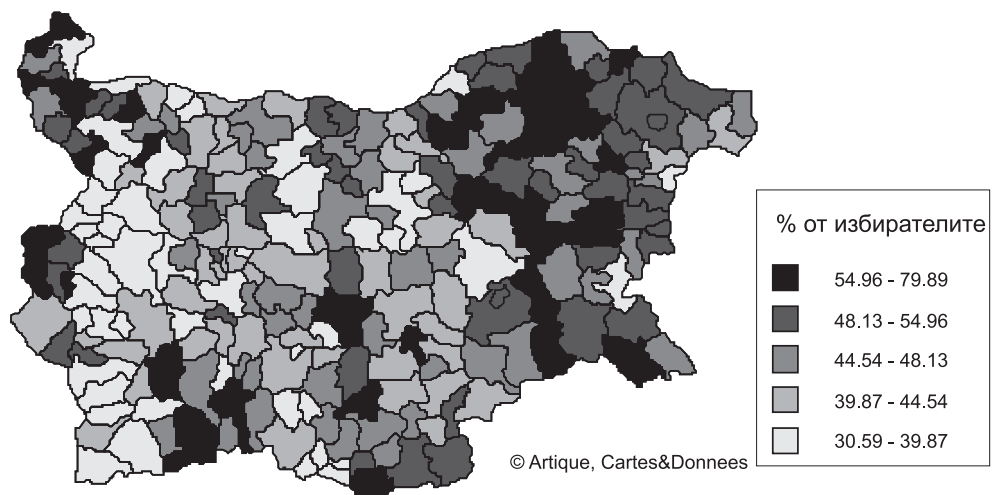 % от избирателите
54.96 - 79.89
48.13 - 54.96
44.54 - 48.13
39.87 - 44.54
30.59 - 39.87
© Artique, Cartes&Donnees